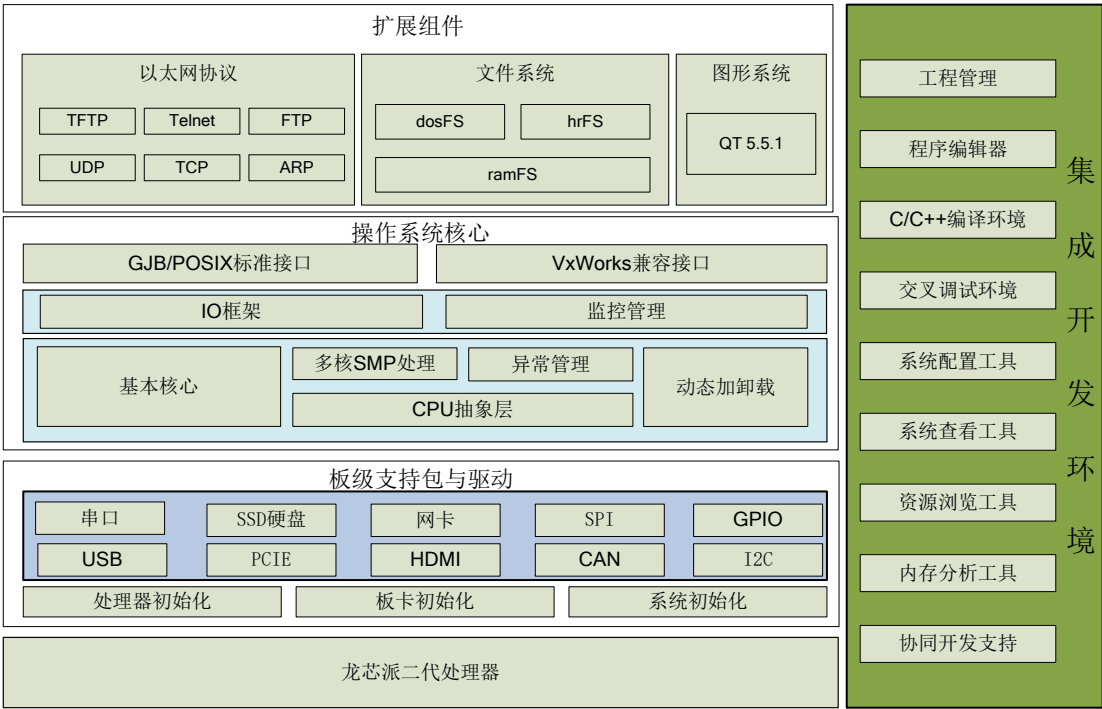 扩展组件
以太网协议
TFTP
Telnet
FTP
UDP
TCP
ARP
文件系统
dosFS
hrFS
ramFS
图形系统
QT 5.5.1
操作系统核心
GJB/POSIX标准接口
VxWorks兼容接口
IO框架
监控管理
基本核心
多核SMP处理
异常管理
CPU抽象层
动态加卸载
板级支持包与驱动
串口
SSD硬盘
网卡
SPI
GPIO
USB
PCIE
HDMI
CAN
I2C
处理器初始化
板卡初始化
系统初始化
龙芯派二代处理器
集成开发环境
工程管理
程序编辑器
C/C++编译环境
交叉调试环境
系统配置工具
系统查看工具
资源浏览工具
内存分析工具
协同开发支持